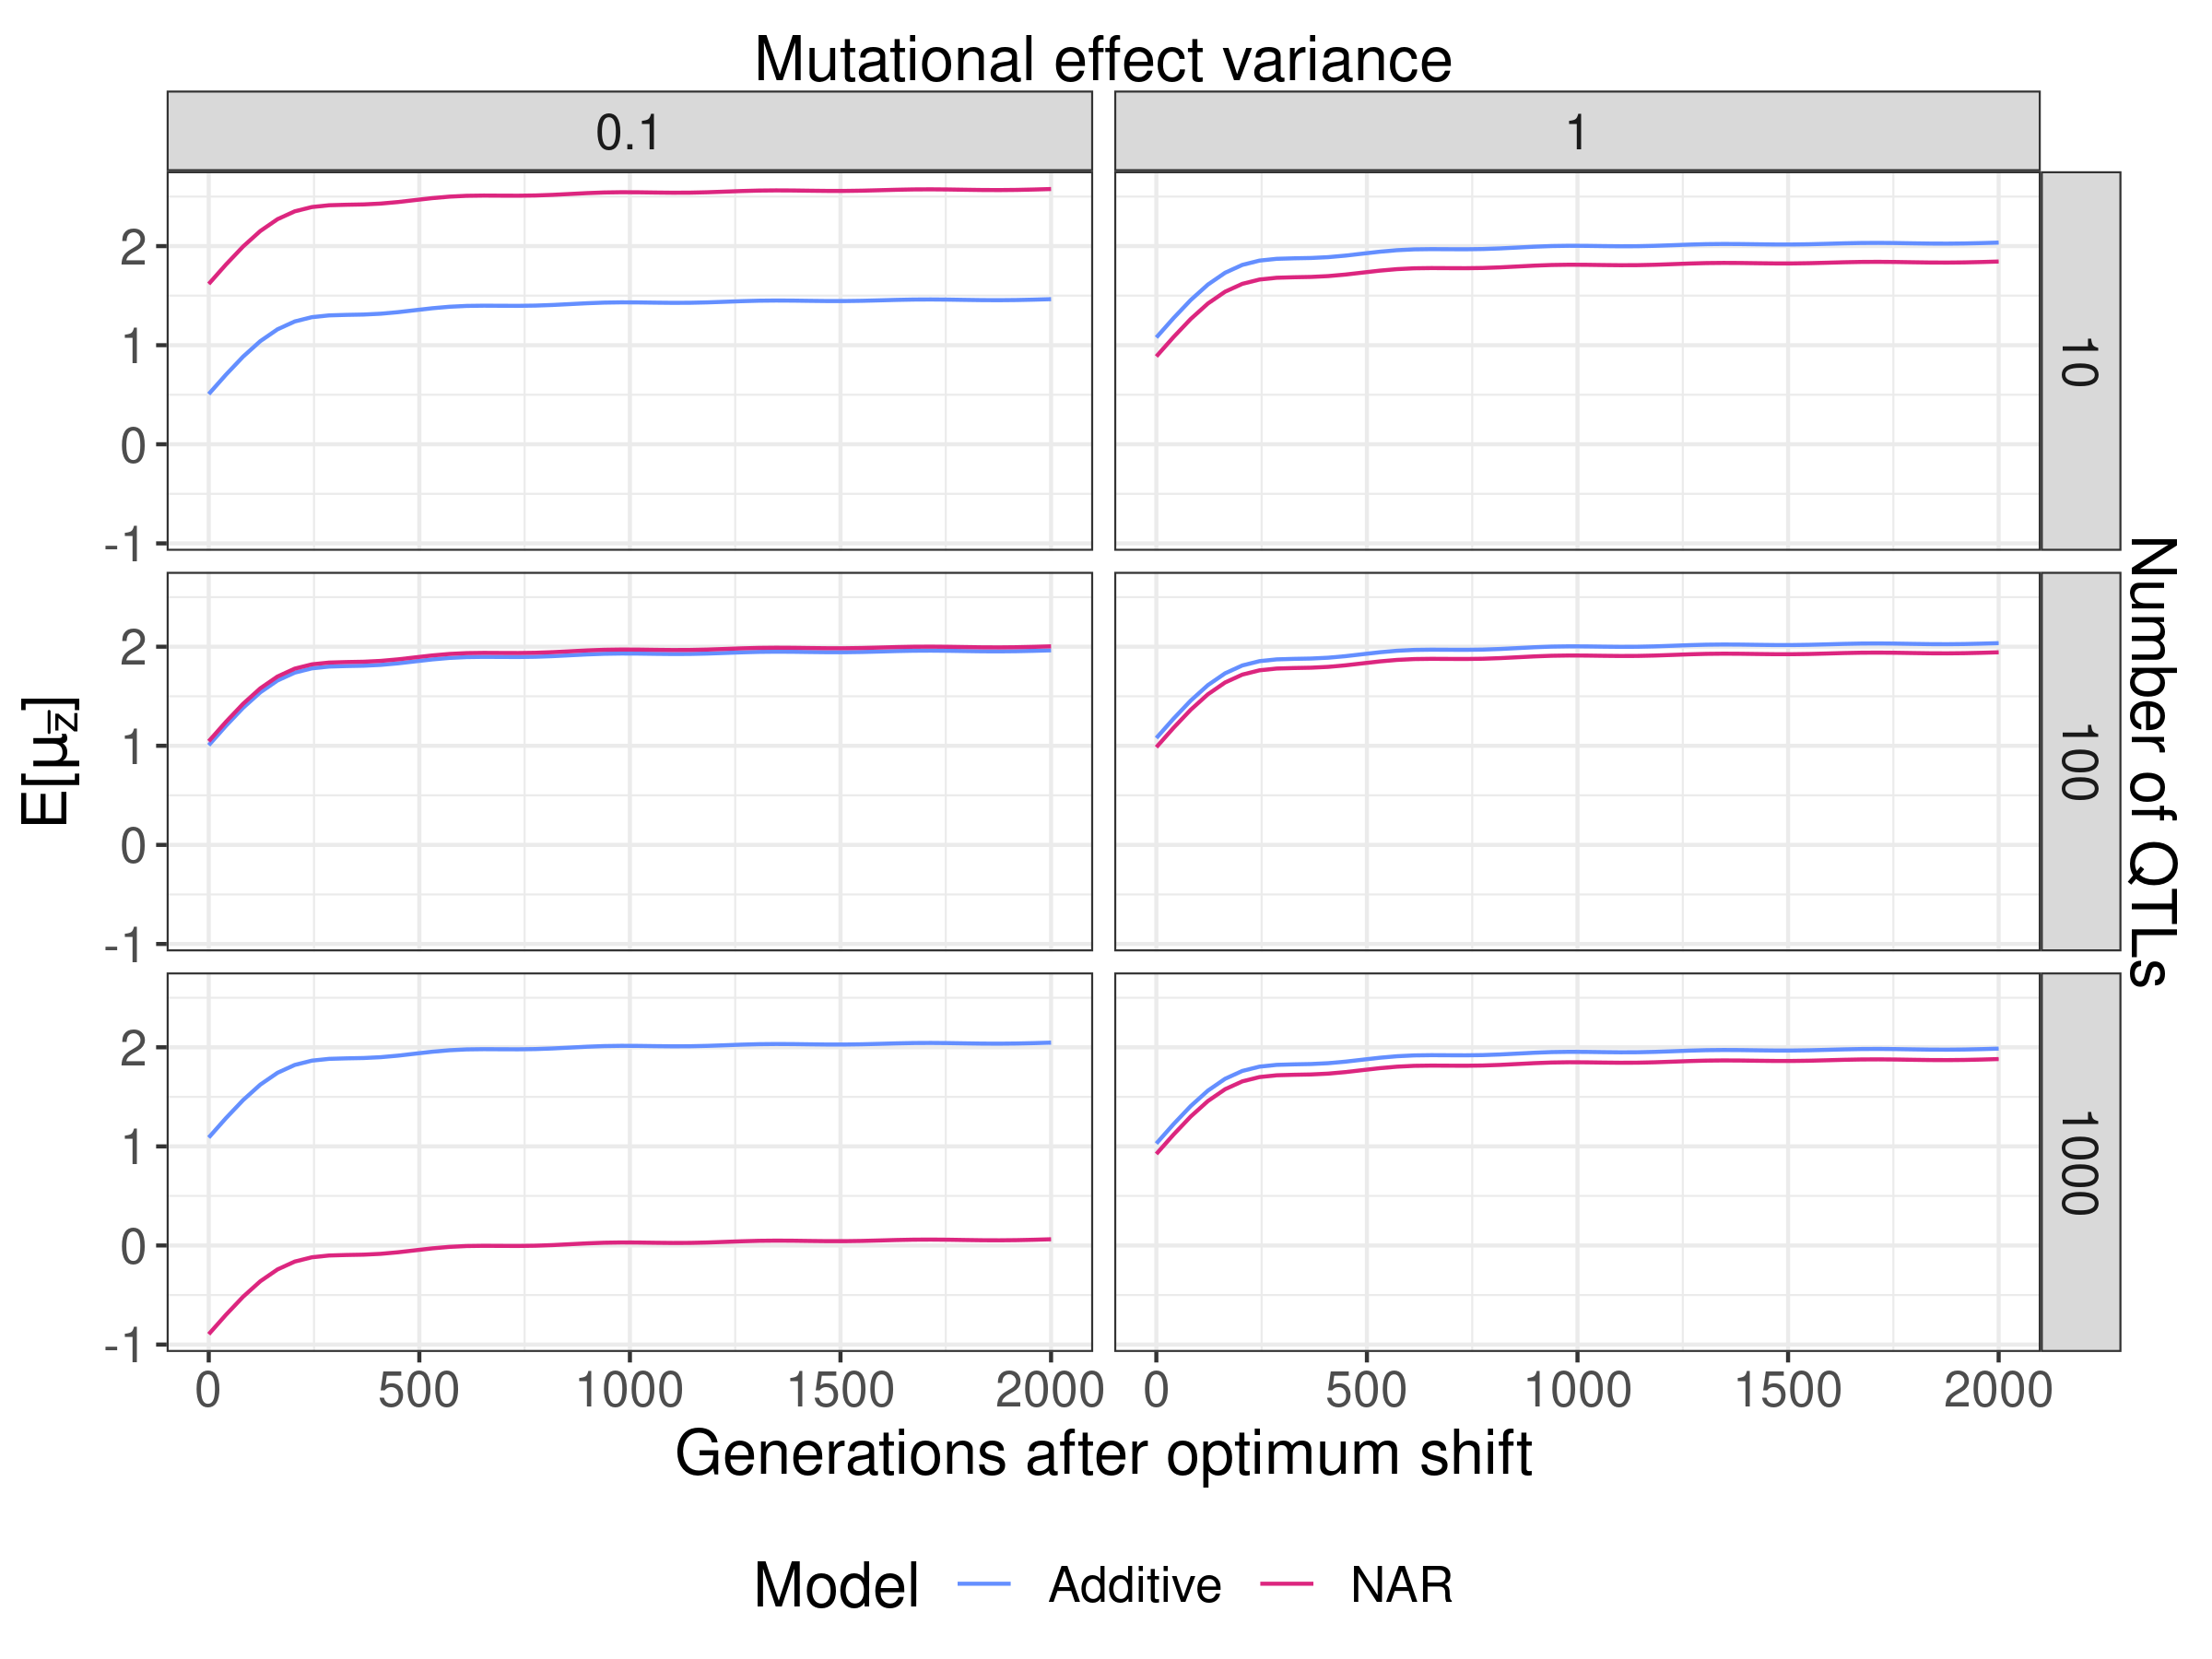 Mutational effect variance
0.1
1
2
1
0
-1
10
2
1
0
-1
100
2
1
0
-1
1000
E[μz̿]
Number of QTLs
0 500 1000 1500 2000
0 500 1000 1500 2000
Generations after optimum shift
Model Additive NAR